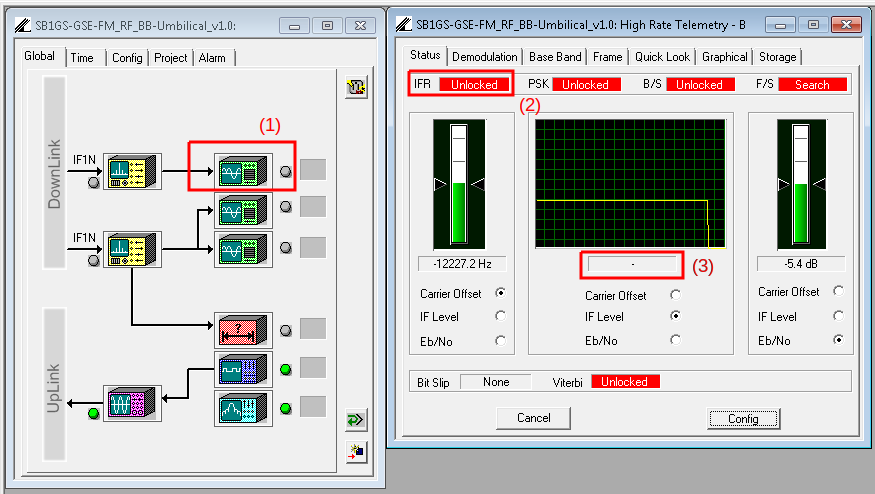 SB1GS-GSE-FM_RF_BB-Umbilical_v1.0:
Global Time Config Project Alarm
DownLink
IF1N
(1)
IF1N
?
UpLink
SB1GS-GSE-FM_RF_BB-Umbilical_v1.0: High Rate Telemetry - B
Status Demodulation Base Band Frame Quick Look Graphical Storage
IFR Unlocked PSK Unlocked B/S Unlocked F/S Search
(2)
-12227.2 Hz
Carrier Offset
IF Level
Eb/No
- (3)
Carrier Offset
IF Level
Eb/No
-5.4 dB
Carrier Offset
IF Level
Eb/No
Bit Slip None Viterbi Unlocked
Cancel Config